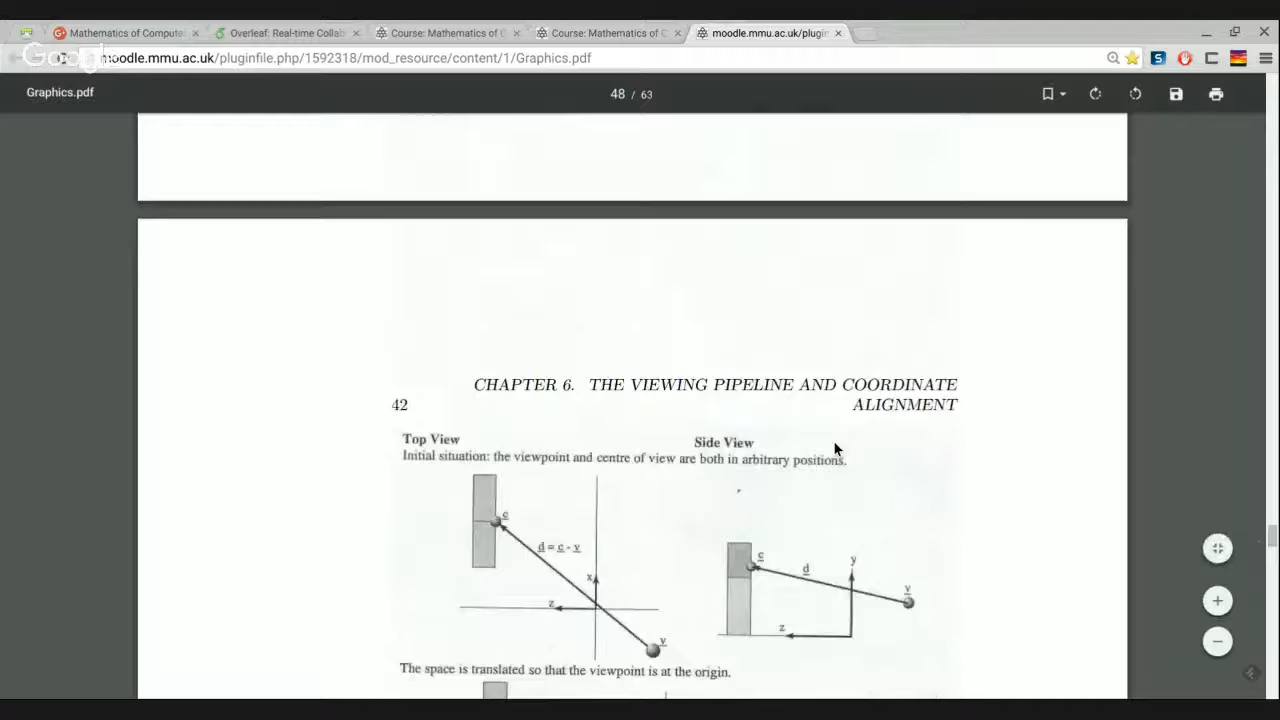 Mathematics of Compute
Overleaf: Real-time Collab
Course: Mathematics of C
Course: Mathematics of C
moodle.mmu.ac.uk/plugin
Google
moodle.mmu.ac.uk/pluginfile.php/1592318/mod_resource/content/1/Graphics.pdf
Graphics.pdf
48 / 63
CHAPTER 6. THE VIEWING PIPELINE AND COORDINATE
42 ALIGNMENT
Top View Side View
Initial situation: the viewpoint and centre of view are both in arbitrary positions.
c
d = c - v
x
z
v
c
d
y
v
z
The space is translated so that the viewpoint is at the origin.